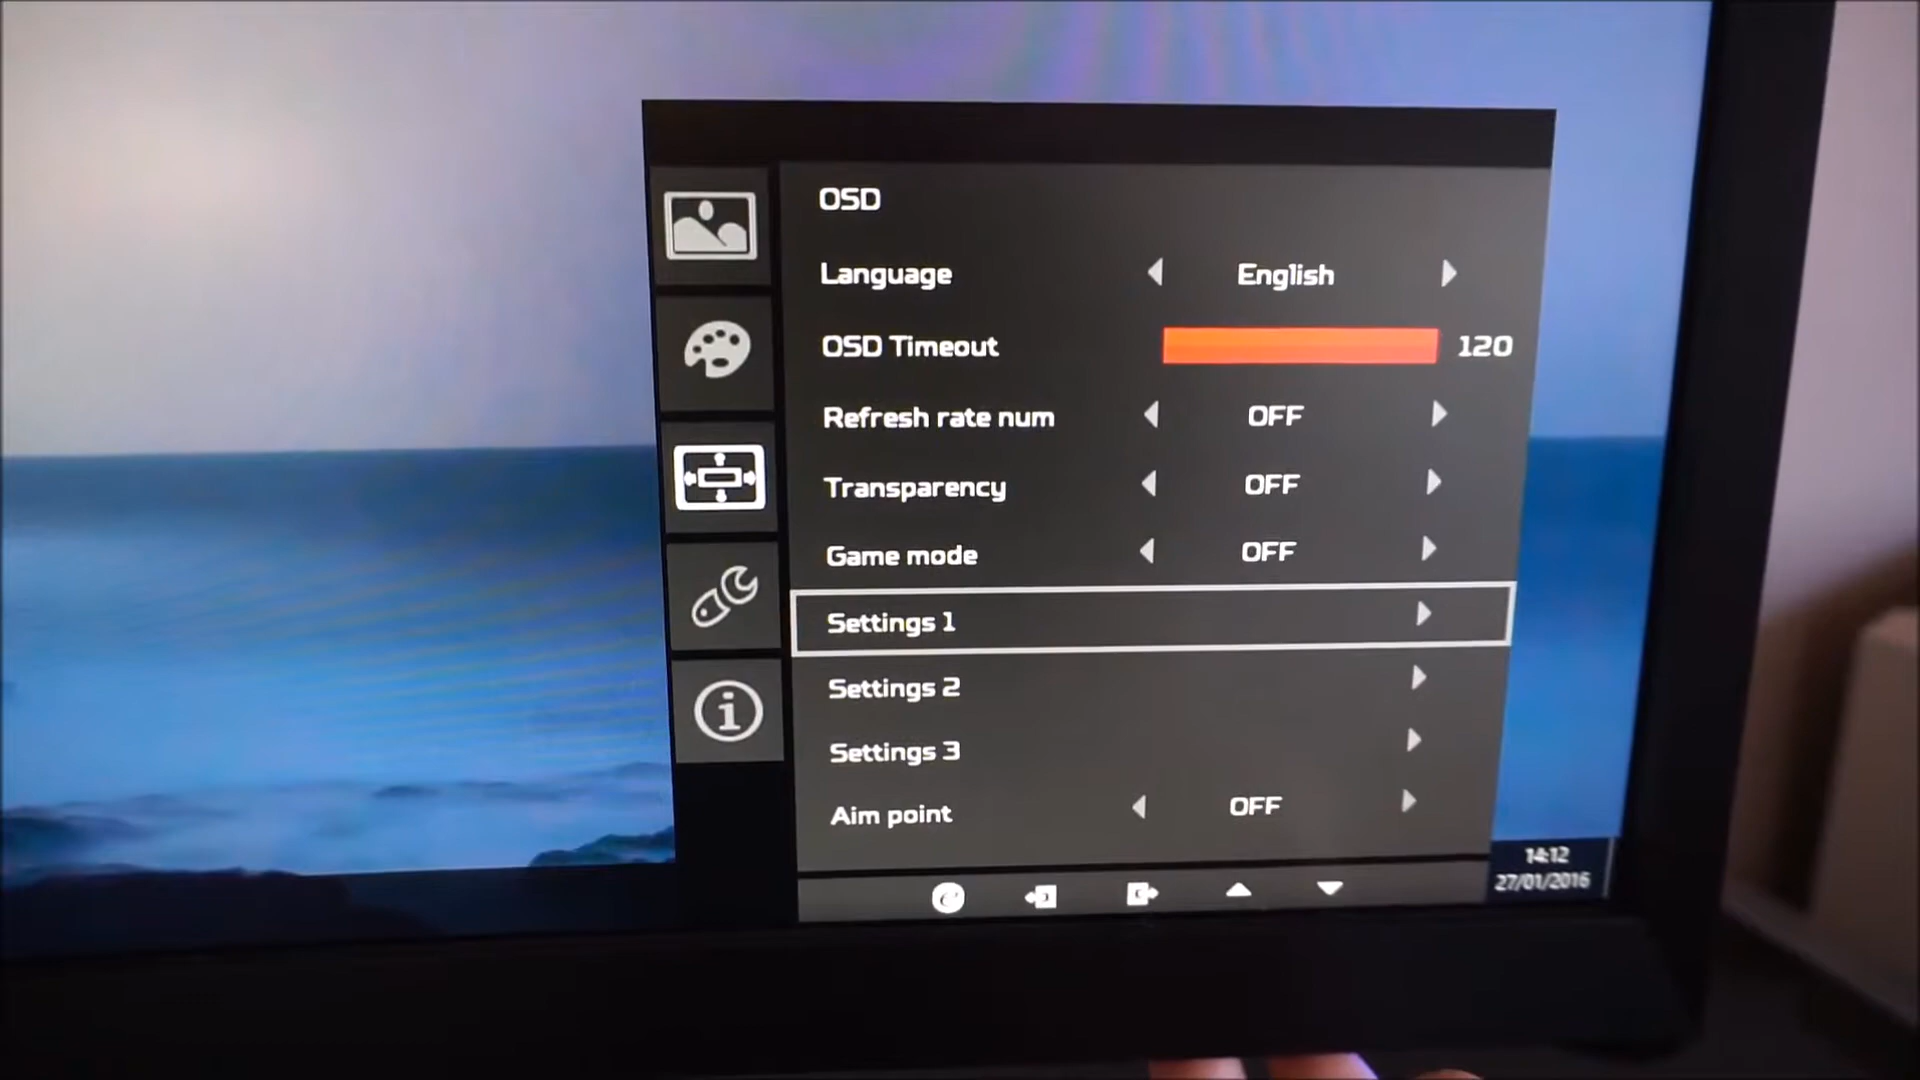 OSD
Language English
OSD Timeout 120
Refresh rate num OFF
Transparency OFF
Game mode OFF
Settings 1
Settings 2
Settings 3
Aim point OFF
14:12
27/01/2016